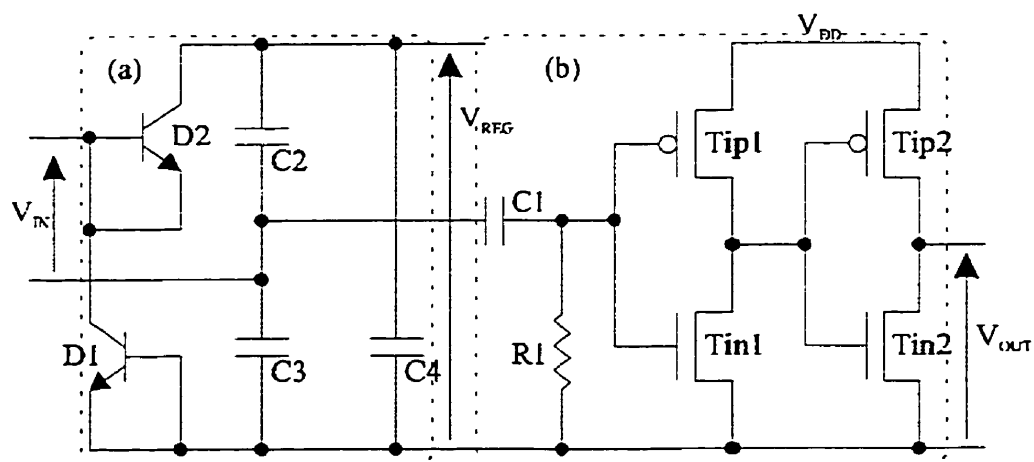 (a)
D2
C2
V_IN
D1
C3
C4
V_REG
(b)
V_DD
C1
R1
Tip1
Tip2
Tin1
Tin2
V_OUT